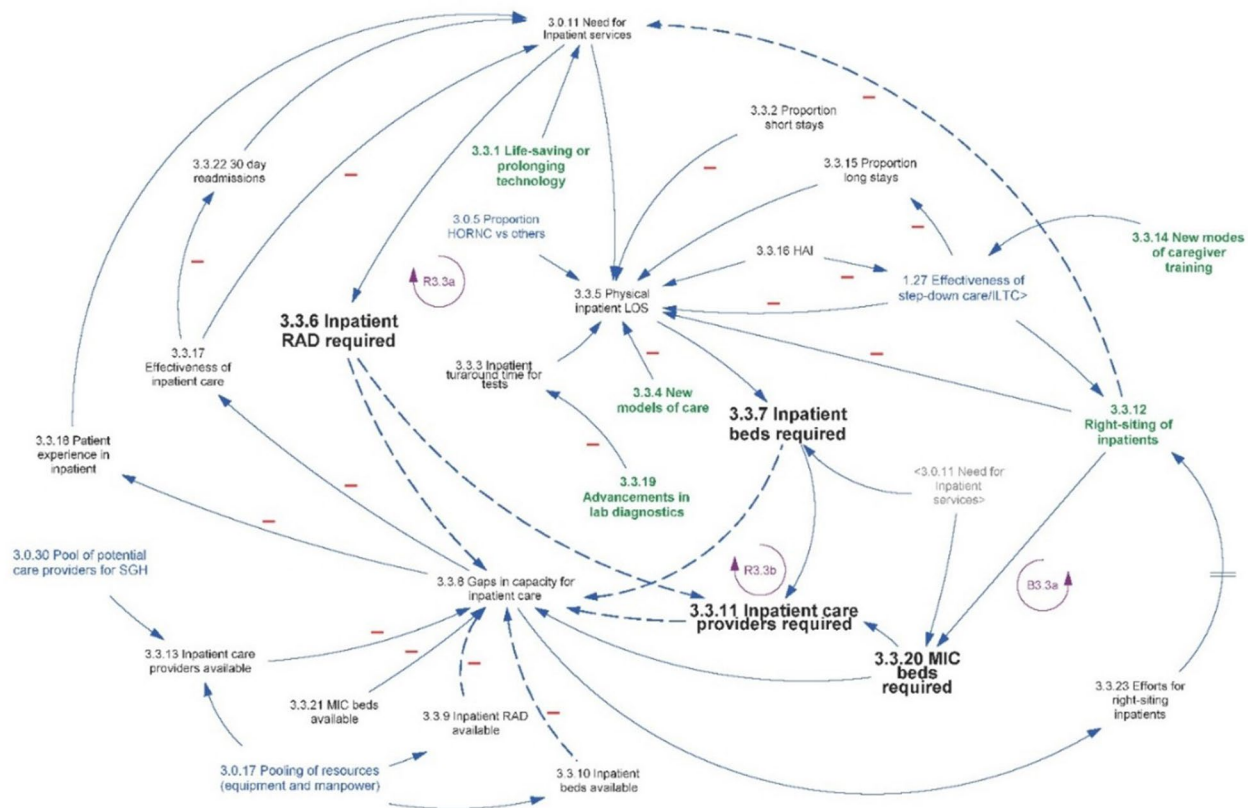 3.0.11 Need for
Inpatient services
3.3.2 Proportion
short stays
3.3.22 30 day
readmissions
3.3.1 Life-saving or
prolonging
technology
3.3.15 Proportion
long stays
3.0.5 Proportion
HORNC vs others
3.3.14 New modes
of caregiver
training
3.3.16 HAI
1.27 Effectiveness of
step-down care/ILTC>
R3.3a
3.3.5 Physical
inpatient LOS
3.3.6 Inpatient
RAD required
3.3.17
Effectiveness of
inpatient care
3.3.3 Inpatient
turaround time for
tests
3.3.4 New
models of care
3.3.7 Inpatient
beds required
3.3.12
Right-siting of
inpatients
3.3.18 Patient
experience in
inpatient
<3.0.11 Need for
Inpatient
services>
3.3.19
Advancements in
lab diagnostics
3.0.30 Pool of potential
care providers for SGH
3.3.8 Gaps in capacity for
inpatient care
R3.3b
B3.3a
3.3.11 Inpatient care
providers required
3.3.13 Inpatient care
providers available
3.3.20 MIC
beds
required
3.3.21 MIC beds
available
3.3.9 Inpatient RAD
available
3.3.23 Efforts for
right-siting
inpatients
3.0.17 Pooling of resources
(equipment and manpower)
3.3.10 Inpatient
beds available